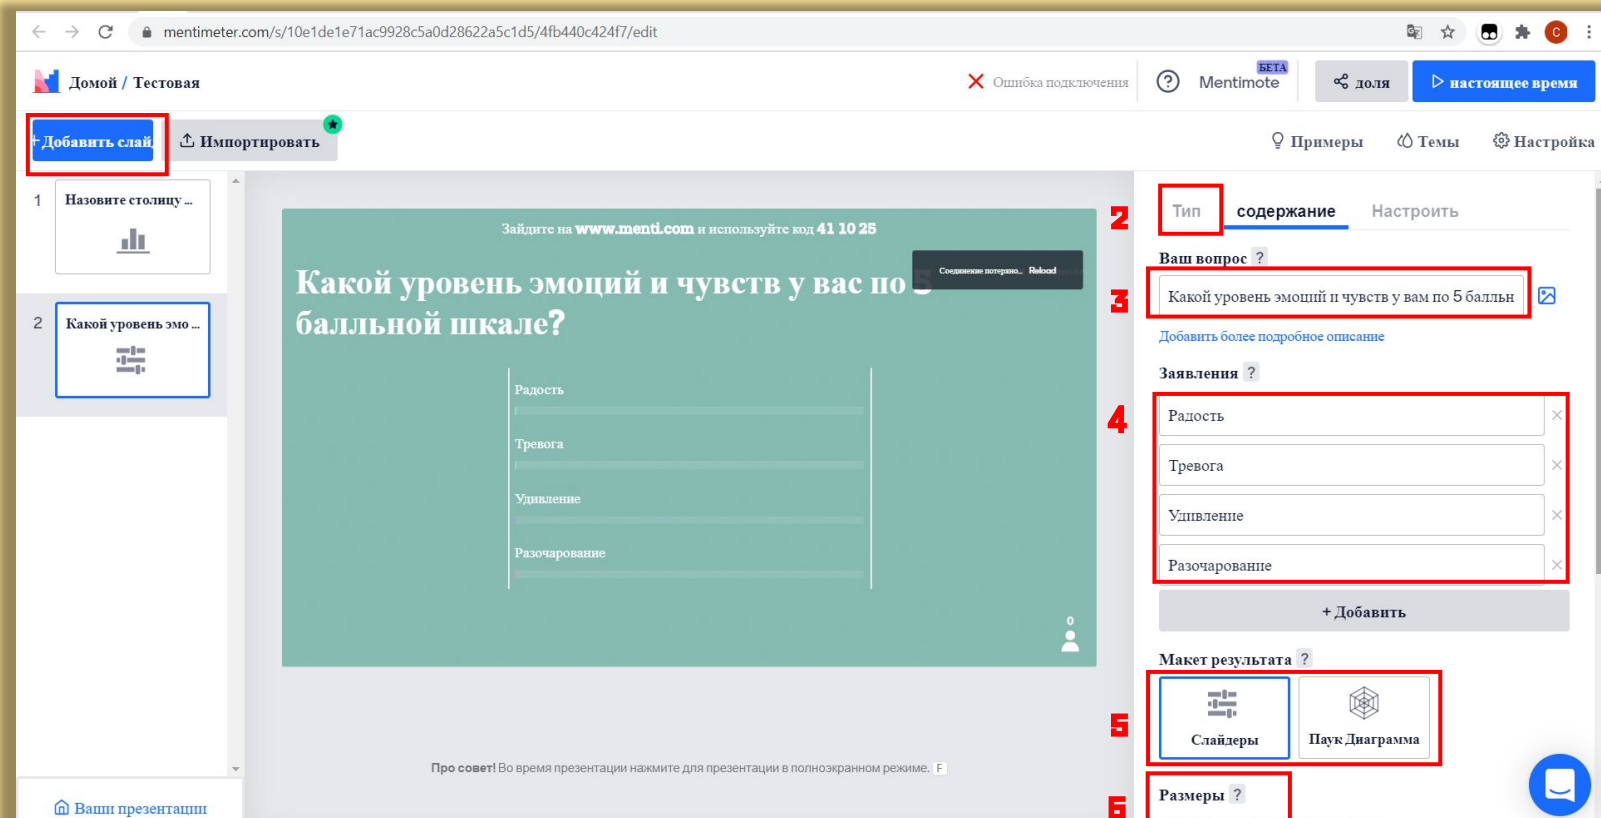 mentimeter.com/s/10e1de1e71ac9928c5a0d28622a5c1d5/4fb440c424f7/edit
C
Домой / Тестовая
Ошибка подключения
?
Mentimote
БЕТА
доля
настоящее время
+Добавить слай
Импортировать
Примеры
Темы
Настройка
1
Назовите столицу ...
2
Какой уровень эмо ...
Зайдите на www.menti.com и используйте код 41 10 25
Соединение потеряно... Reload
Какой уровень эмоций и чувств у вас по 5
балльной шкале?
Радость
Тревога
Удивление
Разочарование
0
Про совет! Во время презентации нажмите для презентации в полноэкранном режиме. F
Ваши презентации
2
Тип
содержание
Настроить
Ваш вопрос ?
3
Какой уровень эмоций и чувств у вам по 5 балльн
Добавить более подробное описание
Заявления ?
4
Радость
Тревога
Удивление
Разочарование
+ Добавить
Макет результата ?
5
Слайдеры
Паук Диаграмма
6
Размеры ?